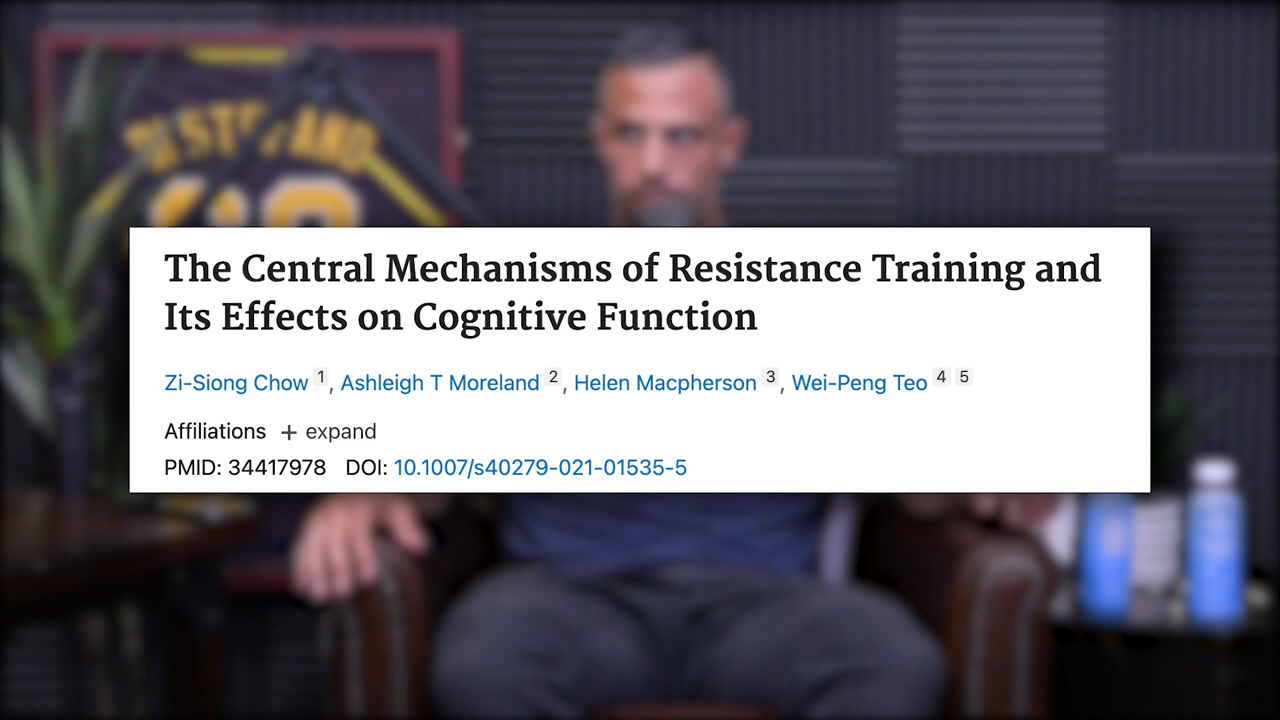 DI STEFANO
The Central Mechanisms of Resistance Training and
Its Effects on Cognitive Function
Zi-Siong Chow 1, Ashleigh T Moreland 2, Helen Macpherson 3, Wei-Peng Teo 4 5
Affiliations + expand
PMID: 34417978 DOI: 10.1007/s40279-021-01535-5